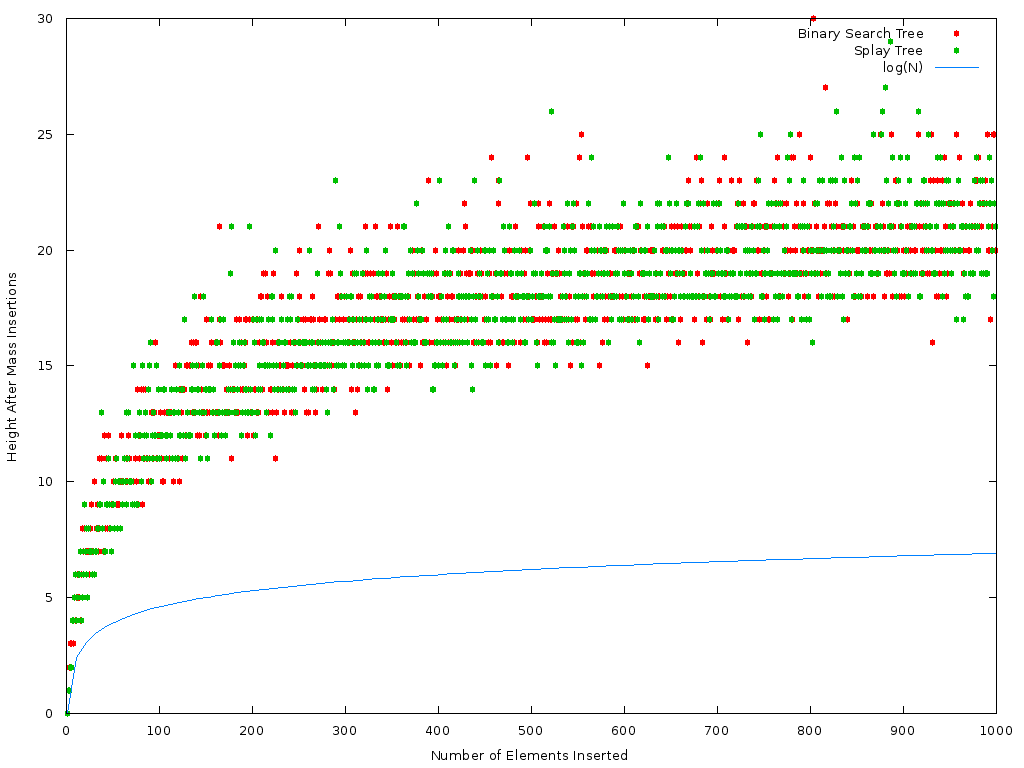 30
25
20
15
10
5
0
Height After Mass Insertions
Binary Search Tree
Splay Tree
log(N)
0 100 200 300 400 500 600 700 800 900 1000
Number of Elements Inserted